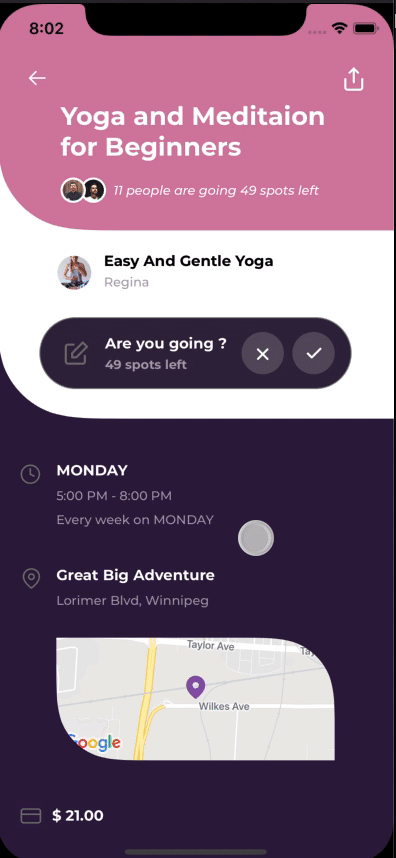 8:02
Yoga and Meditaion
for Beginners
11 people are going 49 spots left
Easy And Gentle Yoga
Regina
Are you going ?
49 spots left
MONDAY
5:00 PM - 8:00 PM
Every week on MONDAY
Great Big Adventure
Lorimer Blvd, Winnipeg
Taylor Ave
Wilkes Ave
$ 21.00